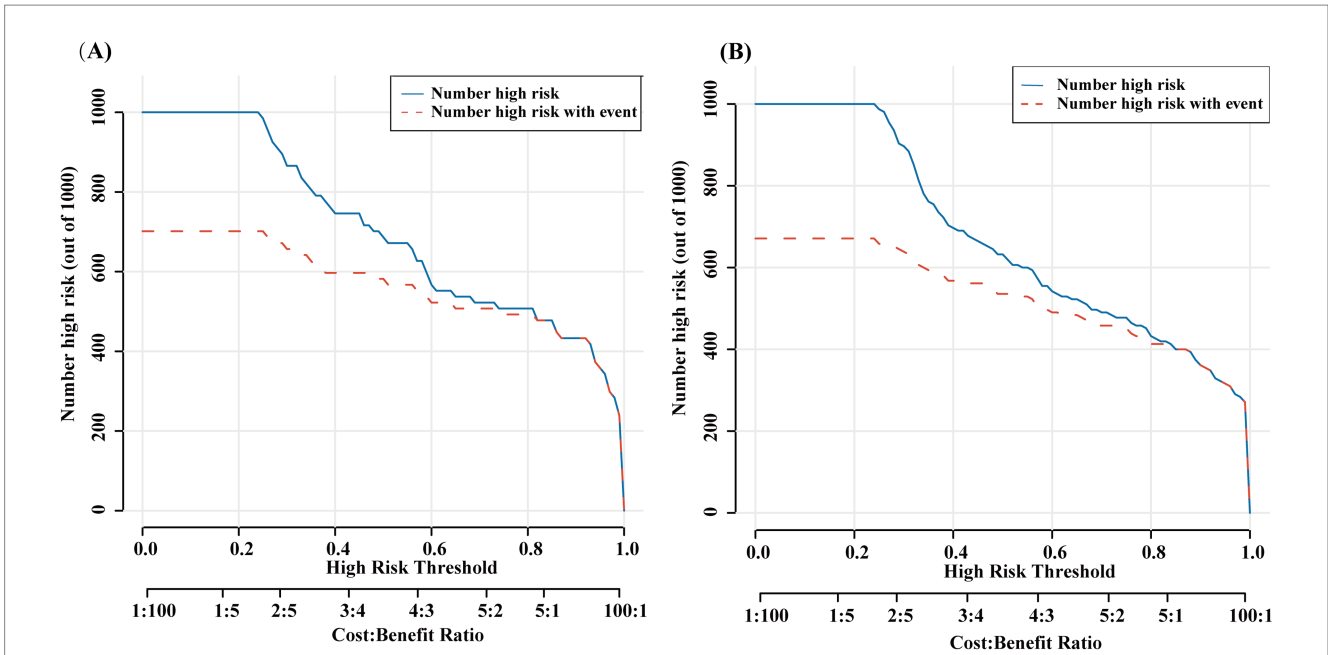 (A)
Number high risk
Number high risk with event
Number high risk (out of 1000)
1000
800
600
400
200
0
0.0 0.2 0.4 0.6 0.8 1.0
High Risk Threshold
1:100 1:5 2:5 3:4 4:3 5:2 5:1 100:1
Cost:Benefit Ratio
(B)
Number high risk
Number high risk with event
Number high risk (out of 1000)
1000
800
600
400
200
0
0.0 0.2 0.4 0.6 0.8 1.0
High Risk Threshold
1:100 1:5 2:5 3:4 4:3 5:2 5:1 100:1
Cost:Benefit Ratio